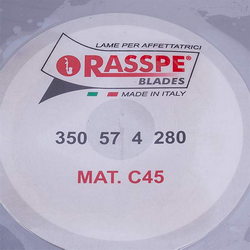 LAME PER AFFETTATRICI
RASSPE®
BLADES
MADE IN ITALY
350 57 4 280
MAT. C45